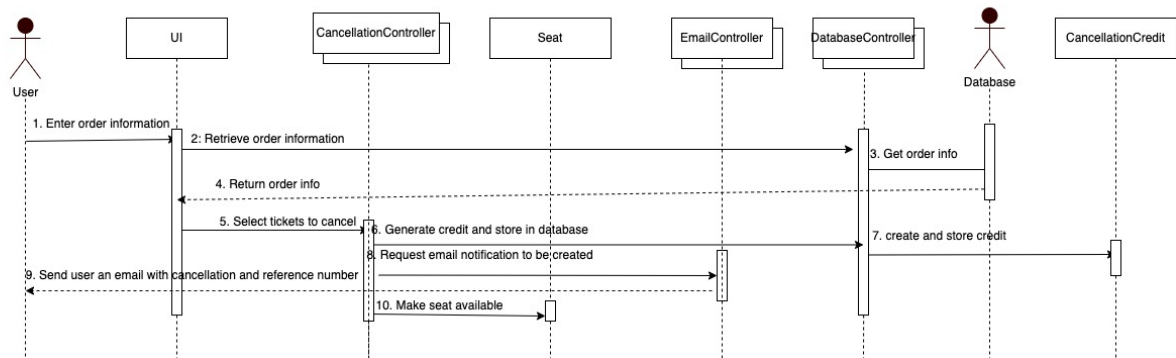 UI
CancellationController
Seat
EmailController
DatabaseController
CancellationCredit
User
Database
1. Enter order information
2: Retrieve order information
3. Get order info
4. Return order info
5. Select tickets to cancel
6. Generate credit and store in database
7. create and store credit
8. Request email notification to be created
9. Send user an email with cancellation and reference number
10. Make seat available